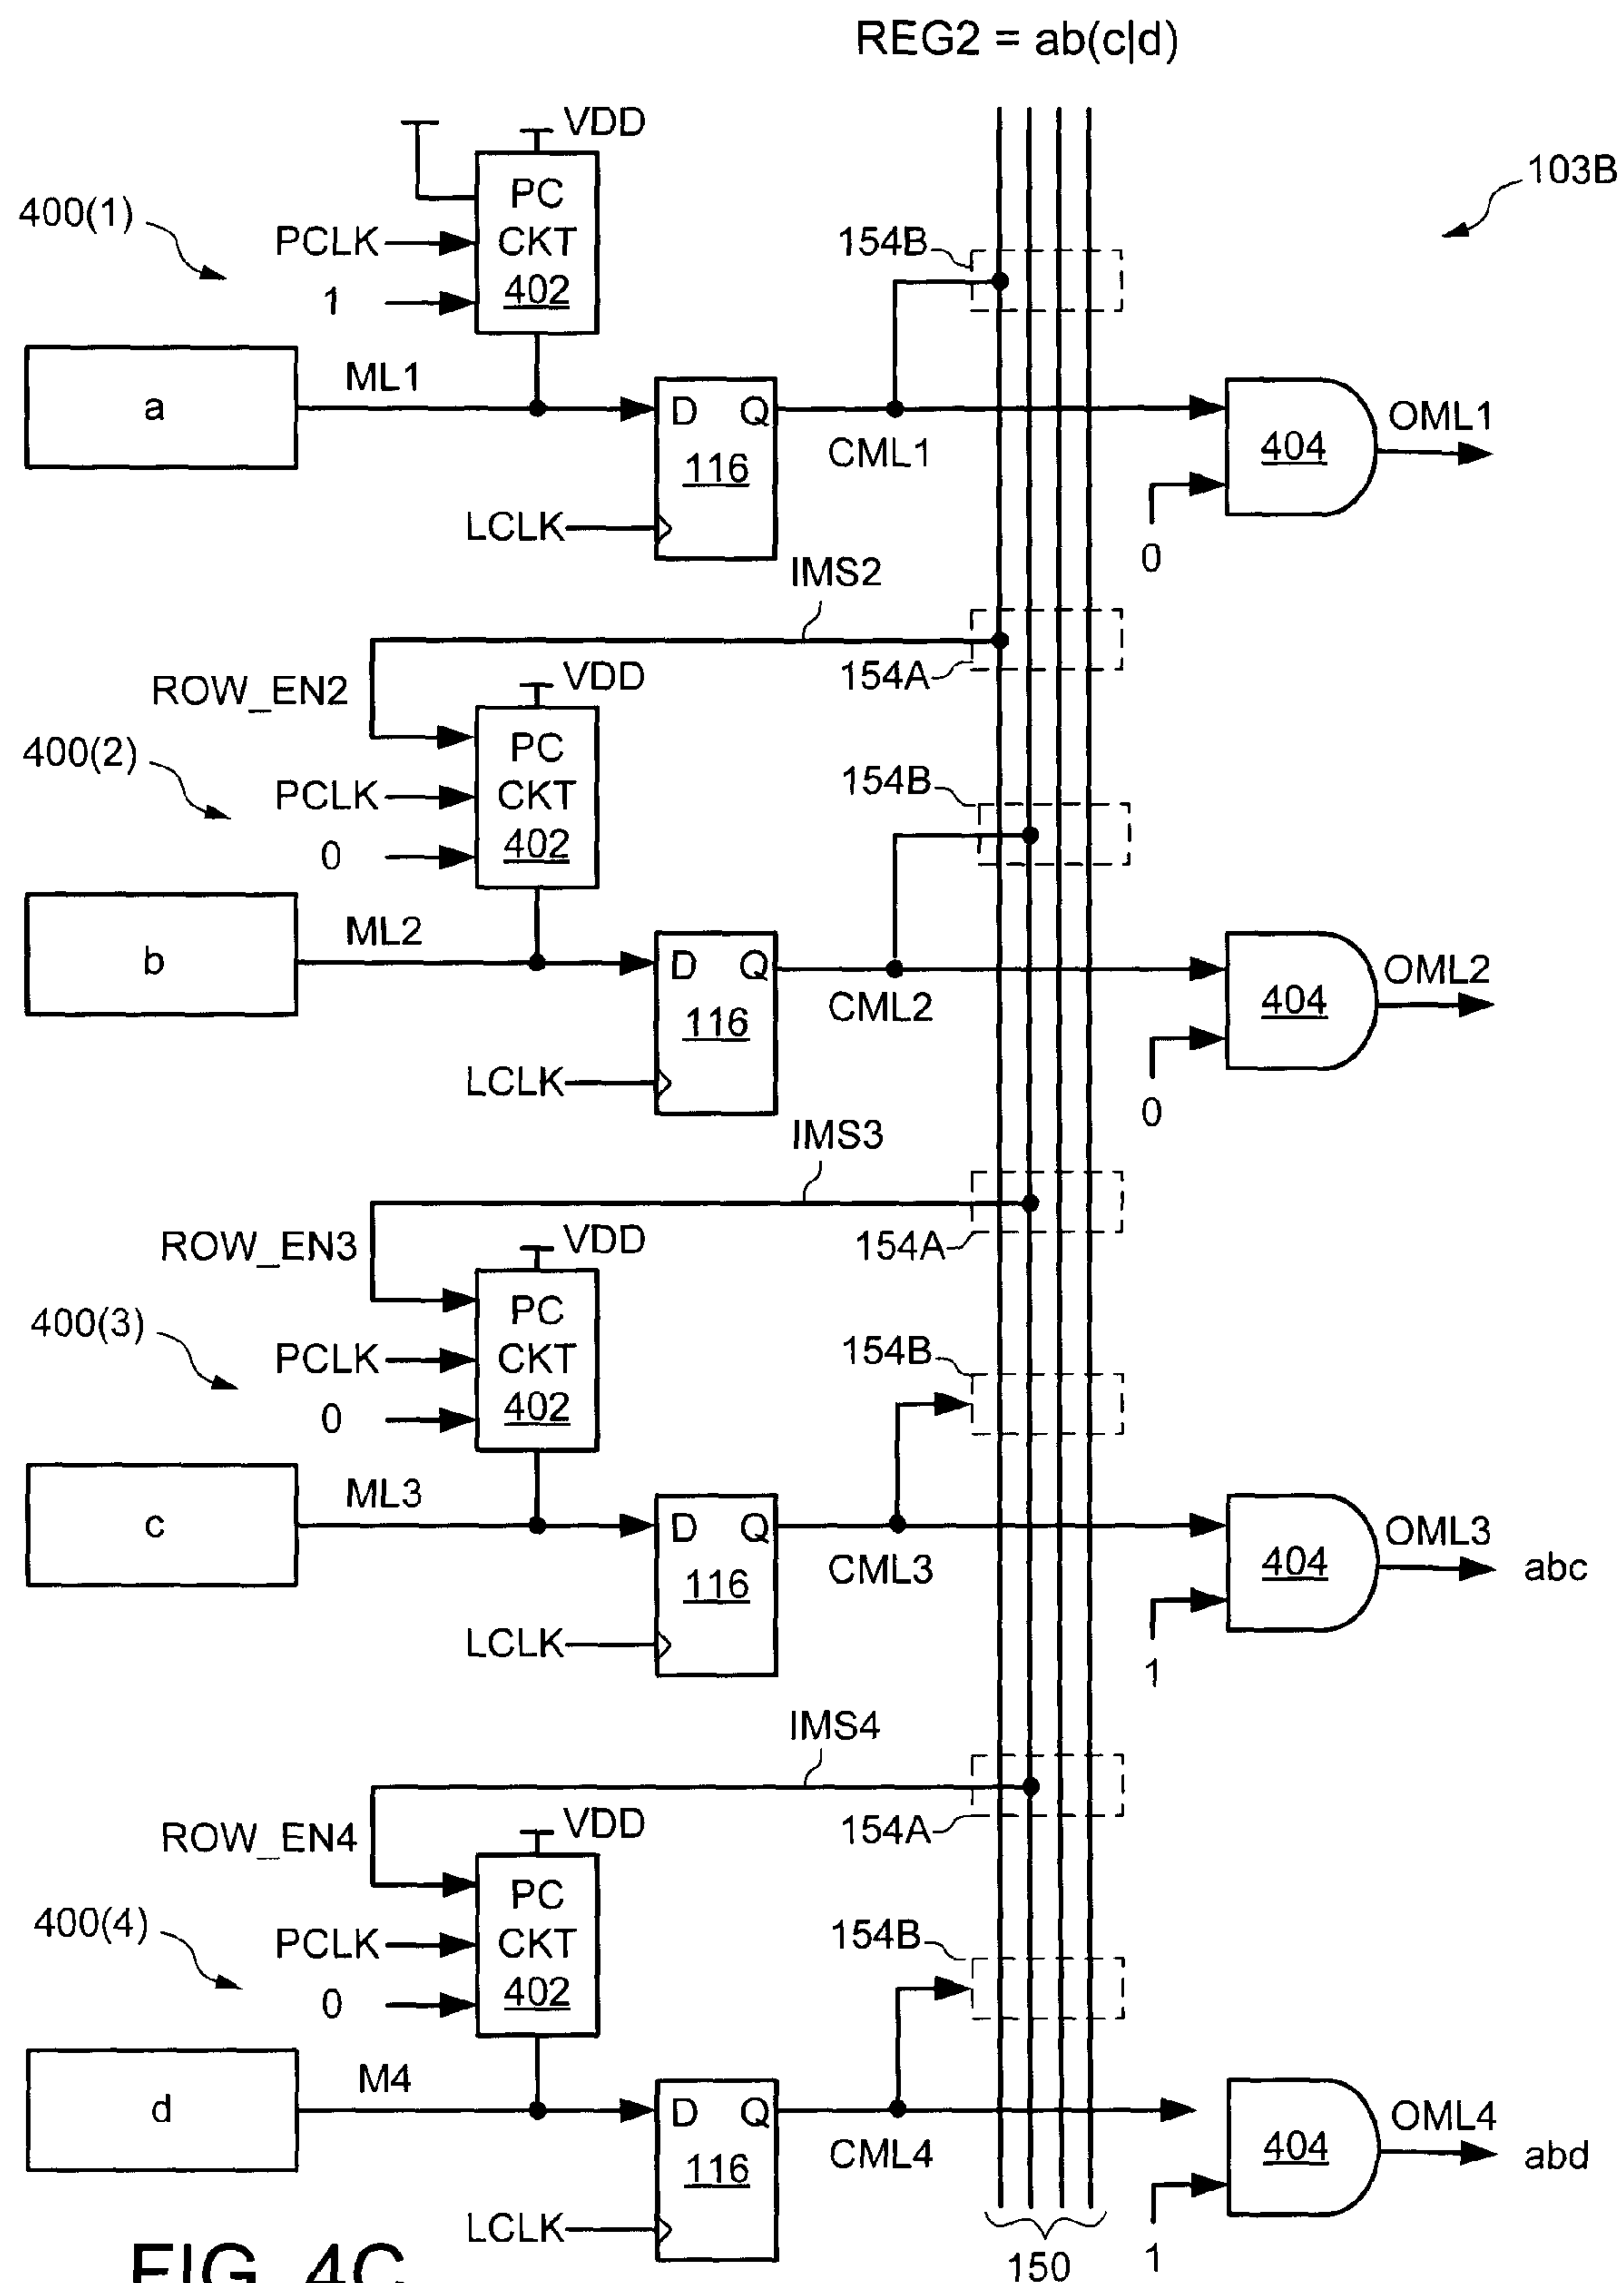 REG2 = ab(c|d)
VDD
103B
400(1)
PC
PCLK
CKT
154B
1
402
a
ML1
D
Q
OML1
404
116
CML1
LCLK
0
IMS2
VDD
154A
ROW_EN2
400(2)
PC
PCLK
CKT
154B
0
402
b
ML2
D
Q
OML2
404
116
CML2
LCLK
0
IMS3
VDD
154A
ROW_EN3
400(3)
PC
PCLK
CKT
154B
0
402
c
ML3
D
Q
OML3
404
abc
116
CML3
LCLK
1
IMS4
VDD
154A
ROW_EN4
400(4)
PC
PCLK
CKT
154B
0
402
d
M4
D
Q
OML4
404
abd
116
CML4
LCLK
150
1
FIG. 4C